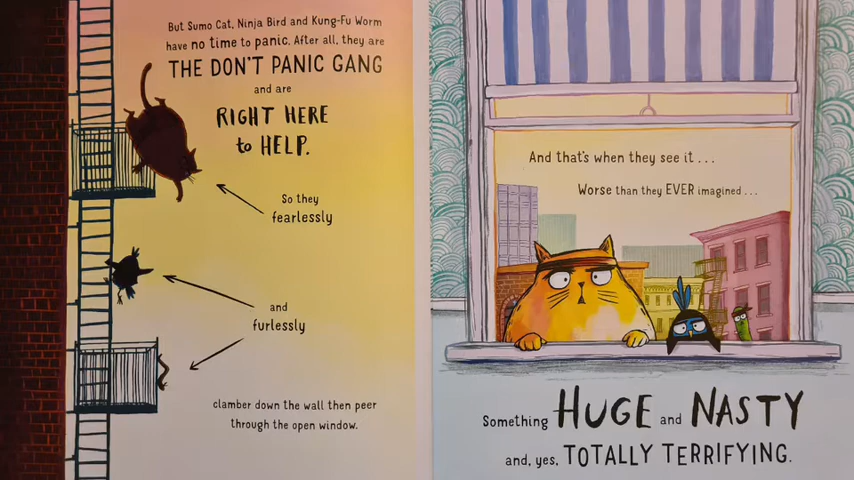 But Sumo Cat, Ninja Bird and Kung-Fu Worm
have no time to panic. After all, they are
THE DON'T PANIC GANG
and are
RIGHT HERE
to HELP.
So they
fearlessly
and
furlessly
clamber down the wall then peer
through the open window.
And that's when they see it ...
Worse than they EVER imagined ...
Something HUGE and NASTY
and, yes, TOTALLY TERRIFYING.